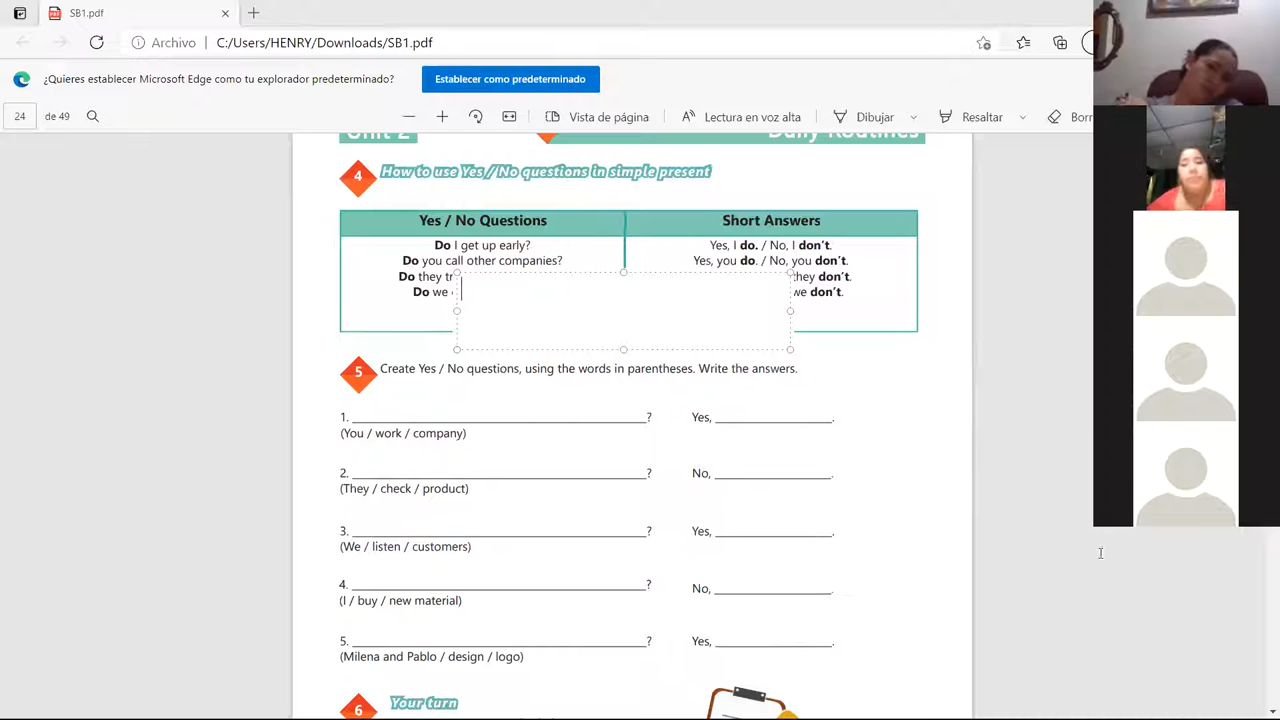 SB1.pdf
Archivo C:/Users/HENRY/Downloads/SB1.pdf
¿Quieres establecer Microsoft Edge como tu explorador predeterminado? Establecer como predeterminado
24 de 49 Vista de página Lectura en voz alta Dibujar Resaltar Borr
Unit 2 Daily Routines
4 How to use Yes / No questions in simple present
Yes / No Questions Short Answers
Do I get up early? Yes, I do. / No, I don't.
Do you call other companies? Yes, you do. / No, you don't.
Do they they don't.
Do we we don't.
5 Create Yes / No questions, using the words in parentheses. Write the answers.
1. ? Yes, .
(You / work / company)
2. ? No, .
(They / check / product)
3. ? Yes, .
(We / listen / customers)
4. ? No, .
(I / buy / new material)
5. ? Yes, .
(Milena and Pablo / design / logo)
6 Your turn